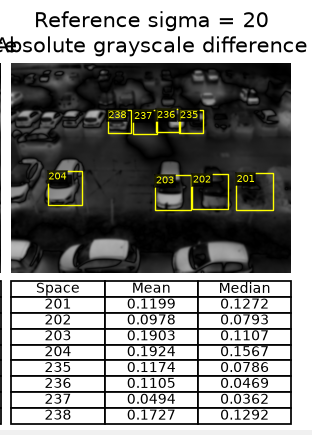 Reference sigma = 20
Absolute grayscale difference
238 237 236 235
204 203 202 201
Space Mean Median
201 0.1199 0.1272
202 0.0978 0.0793
203 0.1903 0.1107
204 0.1924 0.1567
235 0.1174 0.0786
236 0.1105 0.0469
237 0.0494 0.0362
238 0.1727 0.1292